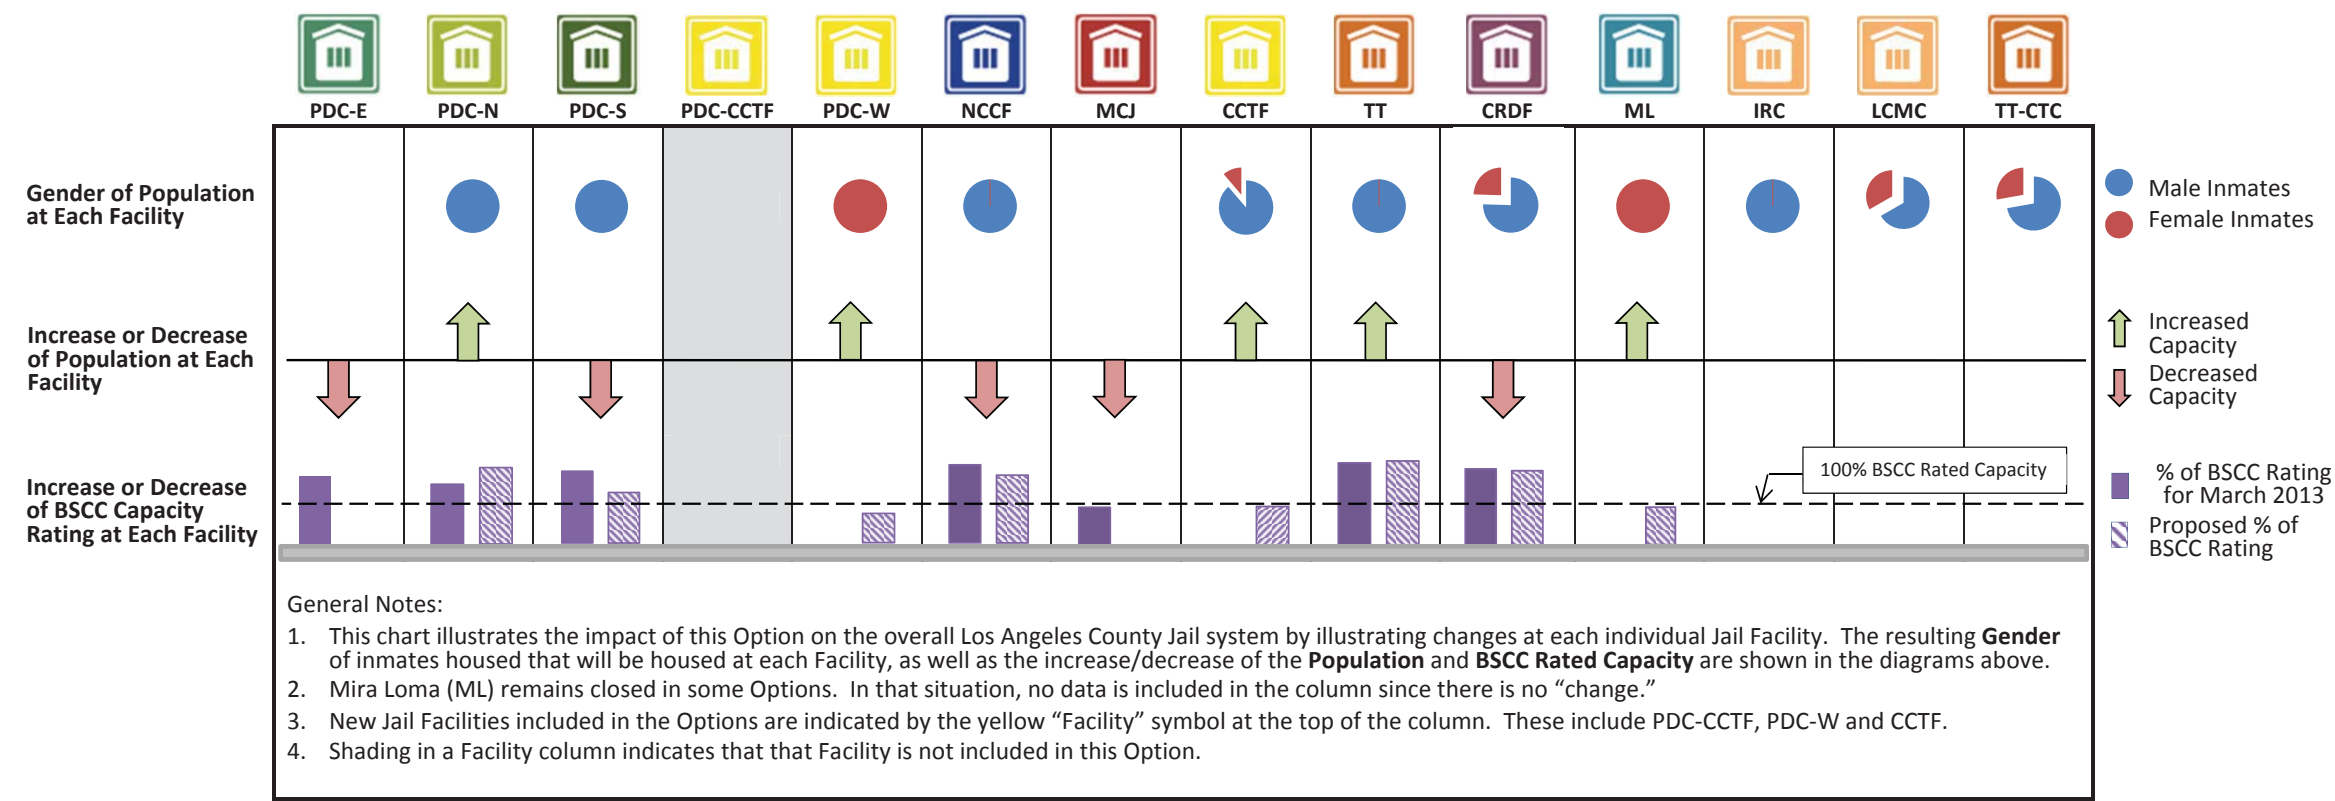 PDC-E PDC-N PDC-S PDC-CCTF PDC-W NCCF MCJ CCTF TT CRDF ML IRC LCMC TT-CTC
Gender of Population
at Each Facility
Male Inmates
Female Inmates
Increase or Decrease
of Population at Each
Facility
Increased
Capacity
Decreased
Capacity
Increase or Decrease
of BSCC Capacity
Rating at Each Facility
100% BSCC Rated Capacity
% of BSCC Rating
for March 2013
Proposed % of
BSCC Rating
General Notes:
1. This chart illustrates the impact of this Option on the overall Los Angeles County Jail system by illustrating changes at each individual Jail Facility. The resulting Gender
of inmates housed that will be housed at each Facility, as well as the increase/decrease of the Population and BSCC Rated Capacity are shown in the diagrams above.
2. Mira Loma (ML) remains closed in some Options. In that situation, no data is included in the column since there is no “change.”
3. New Jail Facilities included in the Options are indicated by the yellow “Facility” symbol at the top of the column. These include PDC-CCTF, PDC-W and CCTF.
4. Shading in a Facility column indicates that that Facility is not included in this Option.